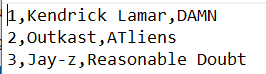 1,Kendrick Lamar,DAMN
2,Outkast,ATliens
3,Jay-z,Reasonable Doubt